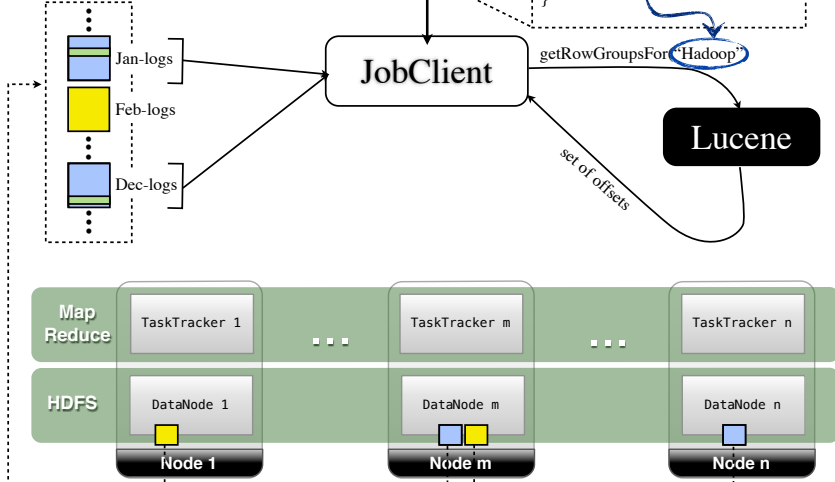 }
Jan-logs
Feb-logs
Dec-logs
JobClient
getRowGroupsFor("Hadoop")
Lucene
set of offsets
Map
Reduce
TaskTracker 1
...
TaskTracker m
...
TaskTracker n
HDFS
DataNode 1
DataNode m
DataNode n
Node 1
Node m
Node n